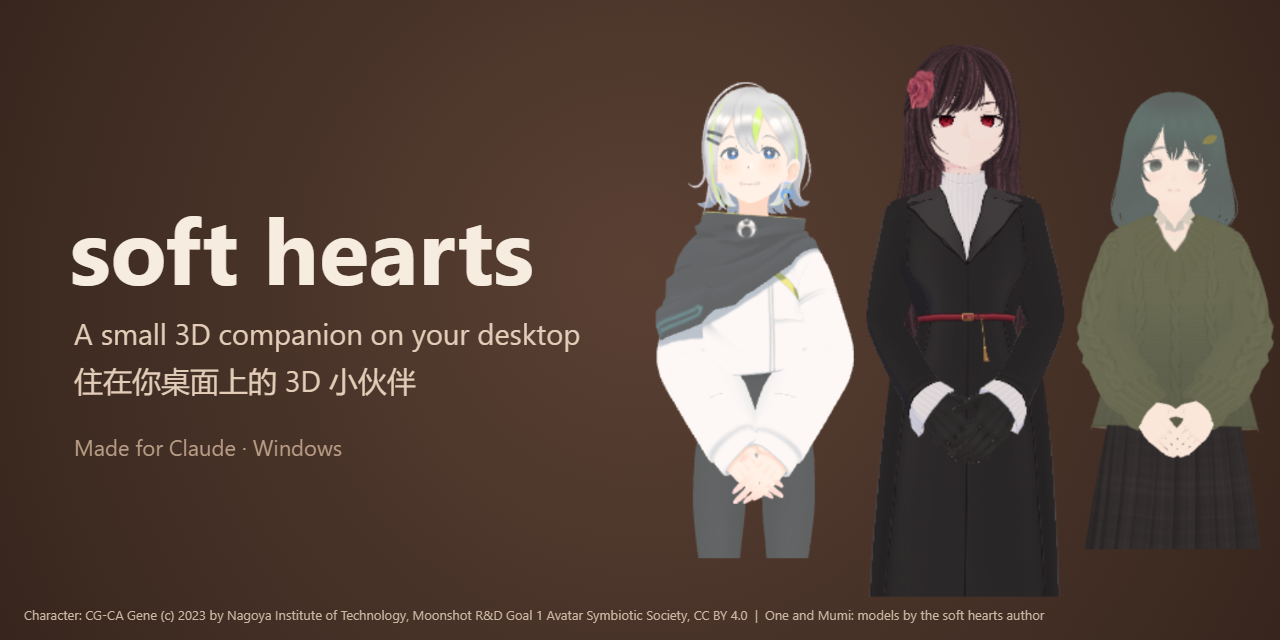 soft hearts
A small 3D companion on your desktop
住在你桌面上的 3D 小伙伴
Made for Claude · Windows
Character: CG-CA Gene (c) 2023 by Nagoya Institute of Technology, Moonshot R&D Goal 1 Avatar Symbiotic Society, CC BY 4.0 | One and Mumi: models by the soft hearts author